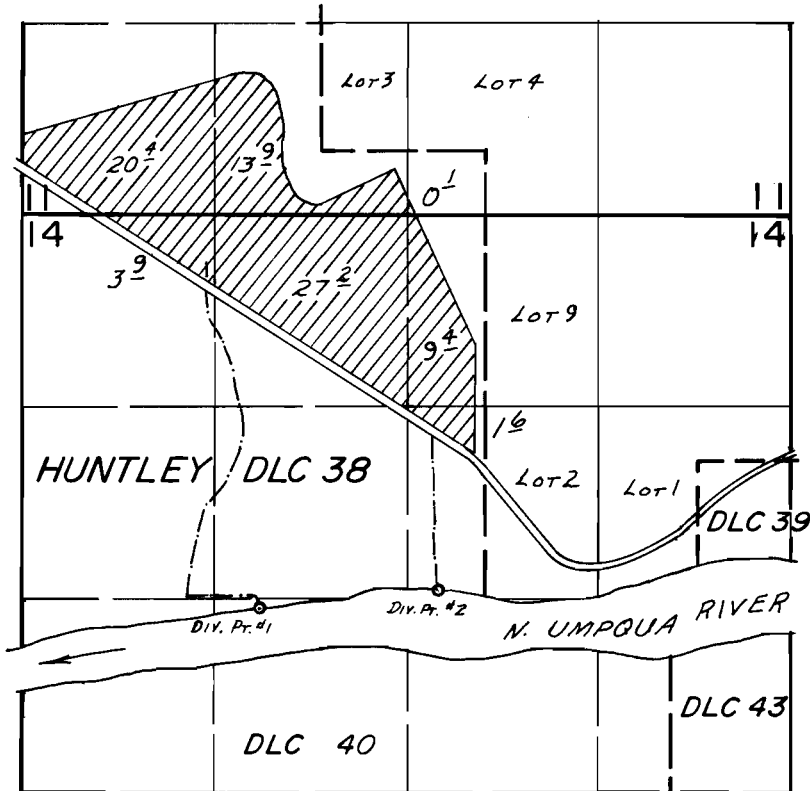 LOT 3
LOT 4
20 4
13 9
0 1
11
11
14
14
3 9
27 2
LOT 9
9 4
1 6
HUNTLEY DLC 38
LOT 2
LOT 1
DLC 39
DIV. PT. #1
DIV. PT. #2
N. UMPQUA RIVER
DLC 43
DLC 40